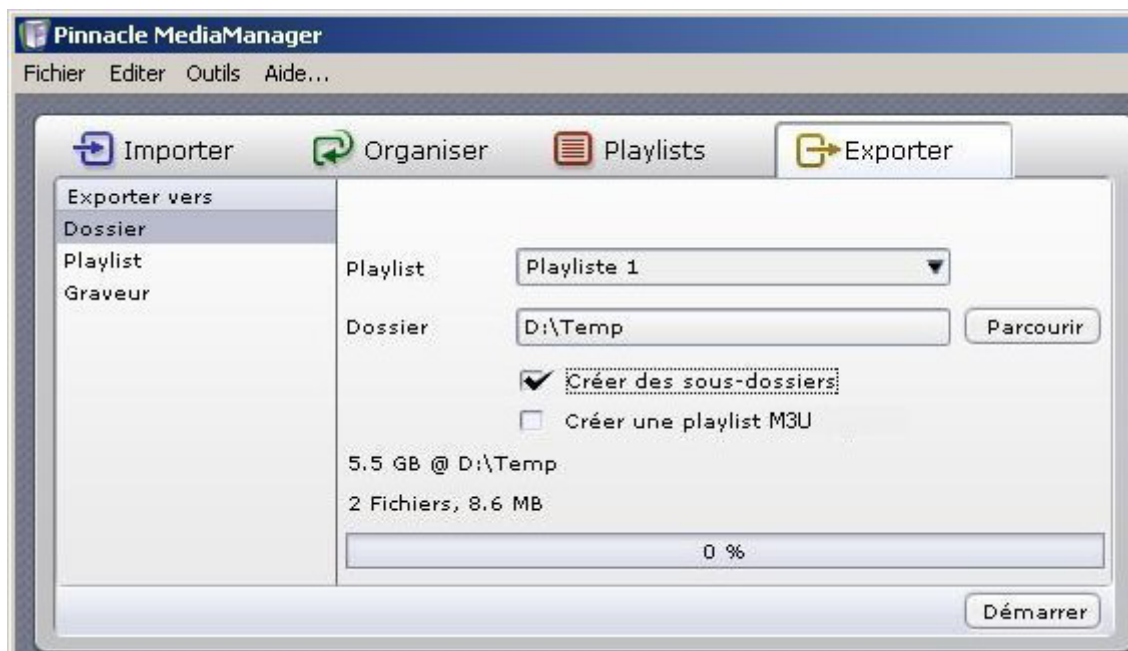 Pinnacle MediaManager
Fichier Editer Outils Aide...
Importer Organiser Playlists Exporter
Exporter vers
Dossier
Playlist
Graveur
Playlist Playliste 1
Dossier D:\Temp Parcourir
Créer des sous-dossiers
Créer une playlist M3U
5.5 GB @ D:\Temp
2 Fichiers, 8.6 MB
0 %
Démarrer